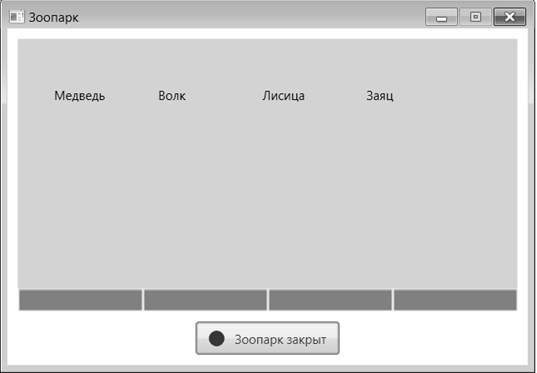 Зоопарк
Медведь Волк Лисица Заяц
Зоопарк закрыт